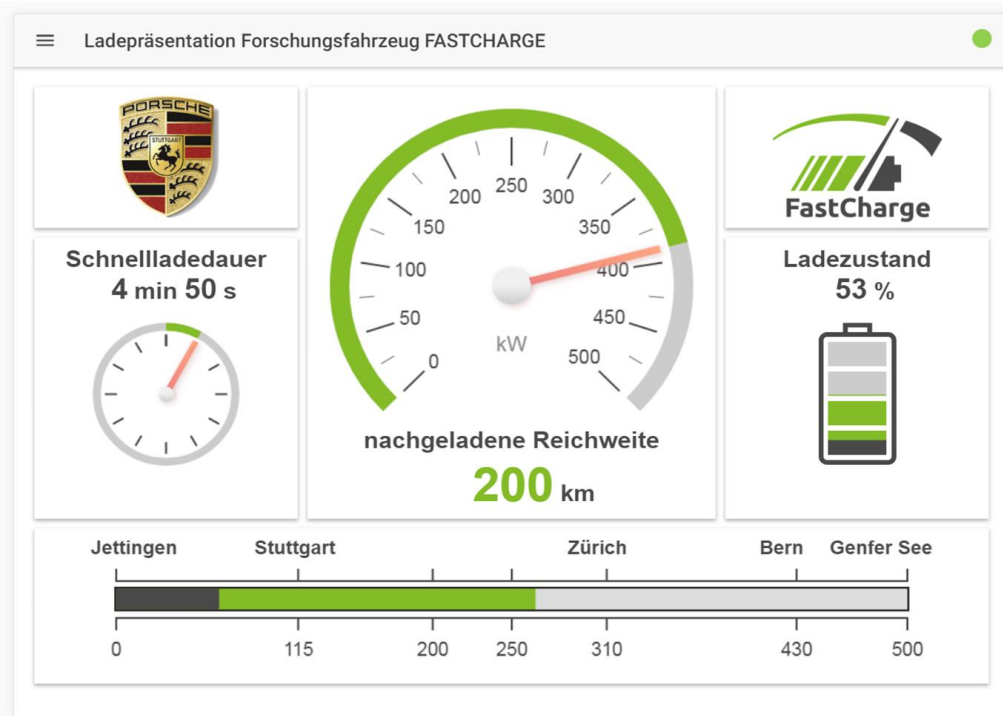 Ladepräsentation Forschungsfahrzeug FASTCHARGE
PORSCHE
STUTTGART
FastCharge
Schnellladedauer
4 min 50 s
0
50
100
150
200
250
300
350
400
450
500
kW
nachgeladene Reichweite
200 km
Ladezustand
53 %
Jettingen Stuttgart Zürich Bern Genfer See
0 115 200 250 310 430 500